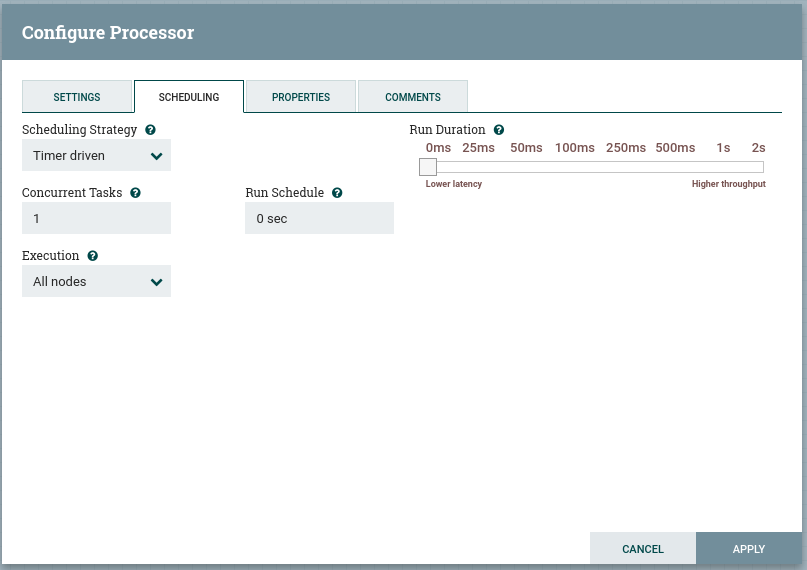 Configure Processor
SETTINGS SCHEDULING PROPERTIES COMMENTS
Scheduling Strategy
Timer driven
Run Duration
0ms 25ms 50ms 100ms 250ms 500ms 1s 2s
Lower latency Higher throughput
Concurrent Tasks
1
Run Schedule
0 sec
Execution
All nodes
CANCEL APPLY